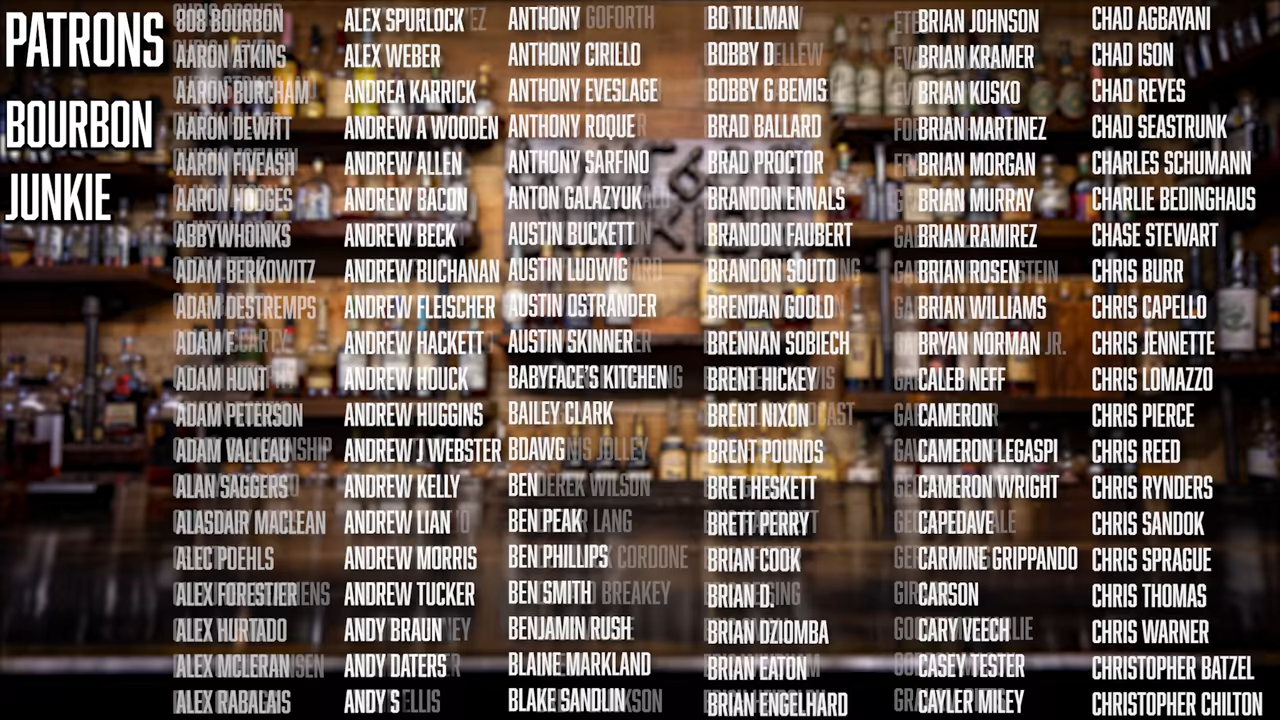 PATRONS
BOURBON
JUNKIE
808 BOURBON
AARON ATKINS
AARON BURCHAM
AARON DEWITT
AARON FIVEASH
AARON HODGES
ABBYWHOINKS
ADAM BERKOWITZ
ADAM DESTREMPS
ADAM F
ADAM HUNT
ADAM PETERSON
ADAM VALLEAU
ALAN SAGGERS
ALASDAIR MACLEAN
ALEC POEHLS
ALEX FORESTER
ALEX HURTADO
ALEX MCLERAN
ALEX RABALAIS
ALEX SPURLOCK
ALEX WEBER
ANDREA KARRICK
ANDREW A WOODEN
ANDREW ALLEN
ANDREW BACON
ANDREW BECK
ANDREW BUCHANAN
ANDREW FLEISCHER
ANDREW HACKETT
ANDREW HOUCK
ANDREW HUGGINS
ANDREW J WEBSTER
ANDREW KELLY
ANDREW LIAN
ANDREW MORRIS
ANDREW TUCKER
ANDY BRAUN
ANDY DATERS
ANDY S
ANTHONY
ANTHONY CIRILLO
ANTHONY EVESLAGE
ANTHONY ROQUE
ANTHONY SARFINO
ANTON GALAZYUK
AUSTIN BUCKETT
AUSTIN LUDWIG
AUSTIN OSTRANDER
AUSTIN SKINNER
BABYFACE'S KITCHEN
BAILEY CLARK
BDAWG
BEN
BEN PEAK
BEN PHILLIPS
BEN SMITH
BENJAMIN RUSH
BLAINE MARKLAND
BLAKE SANDLIN
BO TILLMAN
BOBBY D
BOBBY G BEMIS
BRAD BALLARD
BRAD PROCTOR
BRANDON ENNALS
BRANDON FAUBERT
BRANDON SOUTO
BRENDAN GOOLD
BRENNAN SOBIECH
BRENT HICKEY
BRENT NIXON
BRENT POUNDS
BRET HESKETT
BRETT PERRY
BRIAN COOK
BRIAN D.
BRIAN DZIOMBA
BRIAN EATON
BRIAN ENGELHARD
BRIAN JOHNSON
BRIAN KRAMER
BRIAN KUSKO
BRIAN MARTINEZ
BRIAN MORGAN
BRIAN MURRAY
BRIAN RAMIREZ
BRIAN ROSEN
BRIAN WILLIAMS
BRYAN NORMAN
CALEB NEFF
CAMERON
CAMERON LEGASPI
CAMERON WRIGHT
CAPEDAVE
CARMINE GRIPPANDO
CARSON
CARY VEECH
CASEY TESTER
CAYLER MILEY
CHAD AGBAYANI
CHAD ISON
CHAD REYES
CHAD SEASTRUNK
CHARLES SCHUMANN
CHARLIE BEDINGHAUS
CHASE STEWART
CHRIS BURR
CHRIS CAPELLO
CHRIS JENNETTE
CHRIS LOMAZZO
CHRIS PIERCE
CHRIS REED
CHRIS RYNDERS
CHRIS SANDOK
CHRIS SPRAGUE
CHRIS THOMAS
CHRIS WARNER
CHRISTOPHER BATZEL
CHRISTOPHER CHILTON